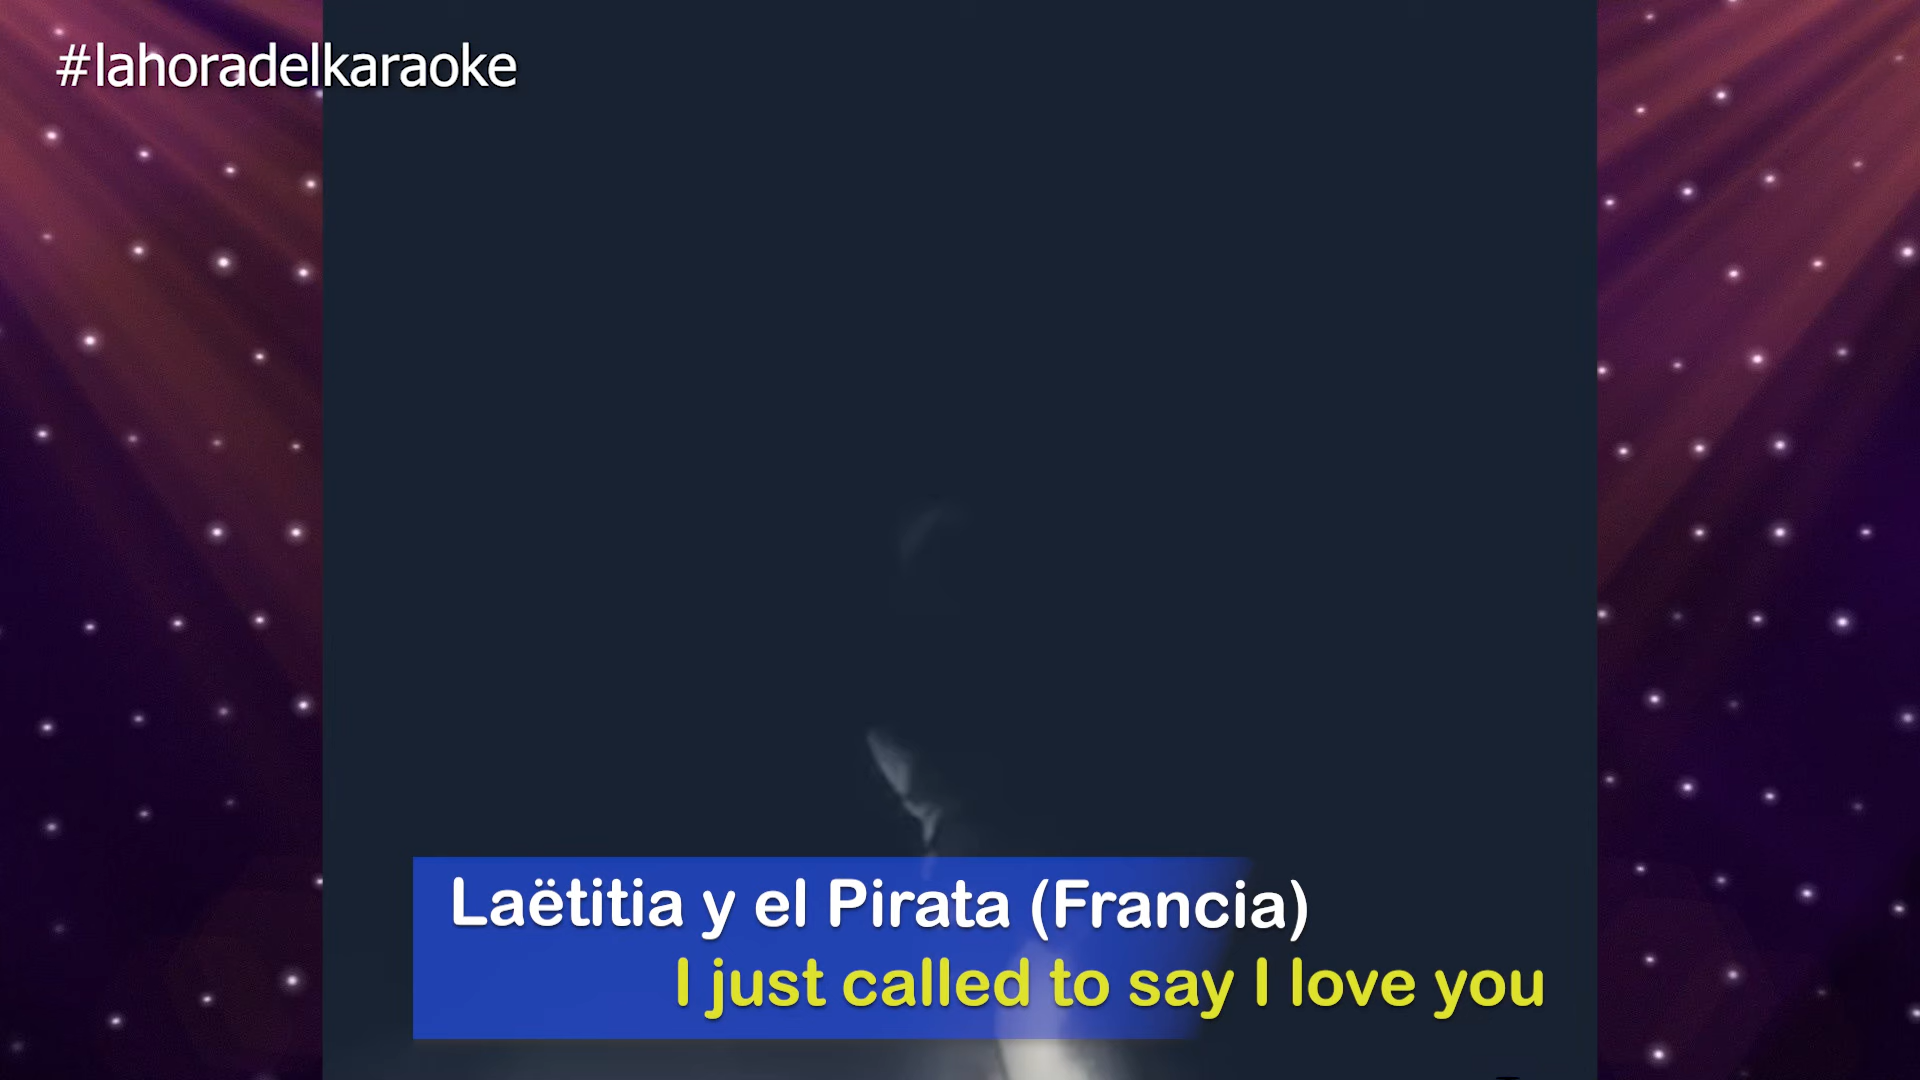 #lahoradelkaraoke
Laëtitia y el Pirata (Francia)
I just called to say I love you